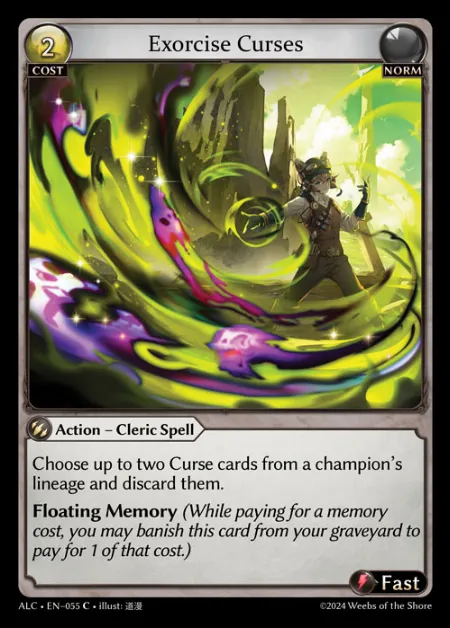 2
Exorcise Curses
COST
NORM
Action – Cleric Spell
Choose up to two Curse cards from a champion's
lineage and discard them.
Floating Memory (While paying for a memory
cost, you may banish this card from your graveyard to
pay for 1 of that cost.)
Fast
ALC • EN-055 C • illust: 道漫
©2024 Weebs of the Shore